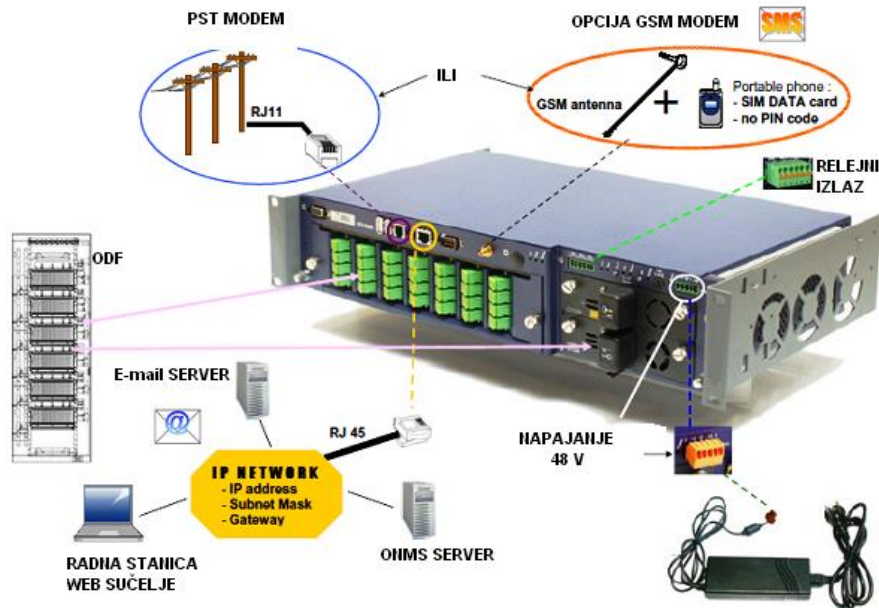 PST MODEM
OPCIJA GSM MODEM
SMS
ILI
RJ11
GSM antenna
+
Portable phone :
- SIM DATA card
- no PIN code
RELEJNI
IZLAZ
ODF
E-mail SERVER
@
RJ 45
NAPAJANJE
48 V
IP NETWORK
- IP address
- Subnet Mask
- Gateway
RADNA STANICA
WEB SUČELJE
ONMS SERVER